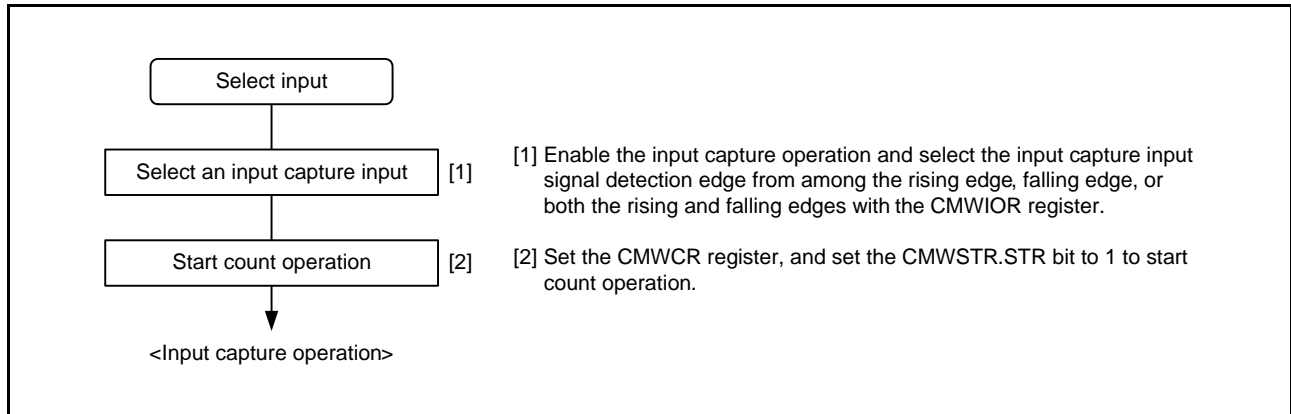 Select input
Select an input capture input [1]
[1] Enable the input capture operation and select the input capture input
signal detection edge from among the rising edge, falling edge, or
both the rising and falling edges with the CMWIOR register.
Start count operation [2]
[2] Set the CMWCR register, and set the CMWSTR.STR bit to 1 to start
count operation.
<Input capture operation>